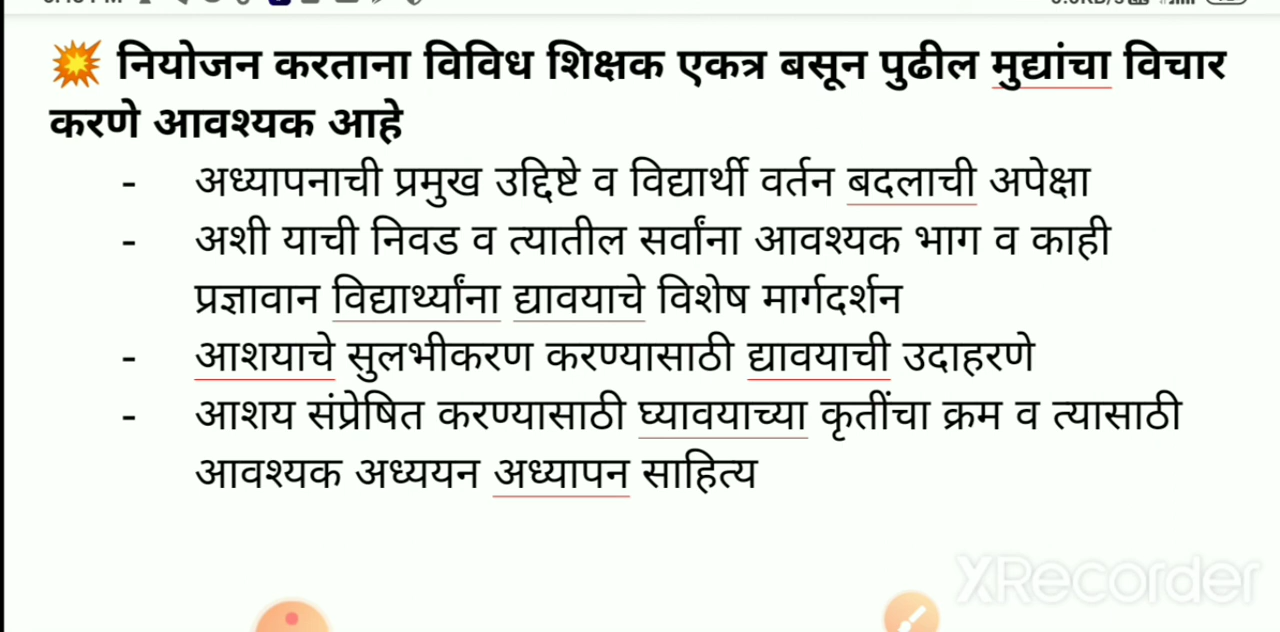 नियोजन करताना विविध शिक्षक एकत्र बसून पुढील मुद्यांचा विचार
करणे आवश्यक आहे
- अध्यापनाची प्रमुख उद्दिष्टे व विद्यार्थी वर्तन बदलाची अपेक्षा
- अशी याची निवड व त्यातील सर्वांना आवश्यक भाग व काही
प्रज्ञावान विद्यार्थ्यांना द्यावयाचे विशेष मार्गदर्शन
- आशयाचे सुलभीकरण करण्यासाठी द्यावयाची उदाहरणे
- आशय संप्रेषित करण्यासाठी घ्यावयाच्या कृतींचा क्रम व त्यासाठी
आवश्यक अध्ययन अध्यापन साहित्य
XRecorder